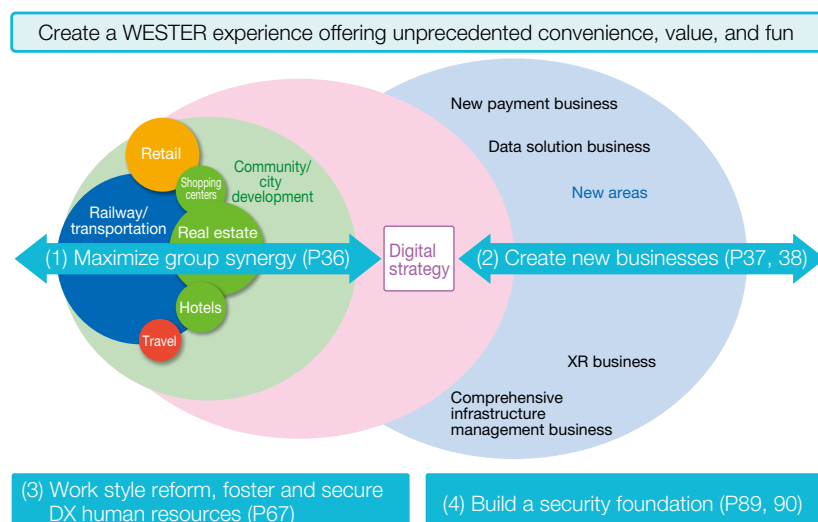 Create a WESTER experience offering unprecedented convenience, value, and fun
New payment business
Data solution business
New areas
Retail
Shopping
centers
Community/
city
development
Railway/
transportation
Real estate
(1) Maximize group synergy (P36)
Digital
strategy
(2) Create new businesses (P37, 38)
Hotels
Travel
XR business
Comprehensive
infrastructure
management business
(3) Work style reform, foster and secure
DX human resources (P67)
(4) Build a security foundation (P89, 90)